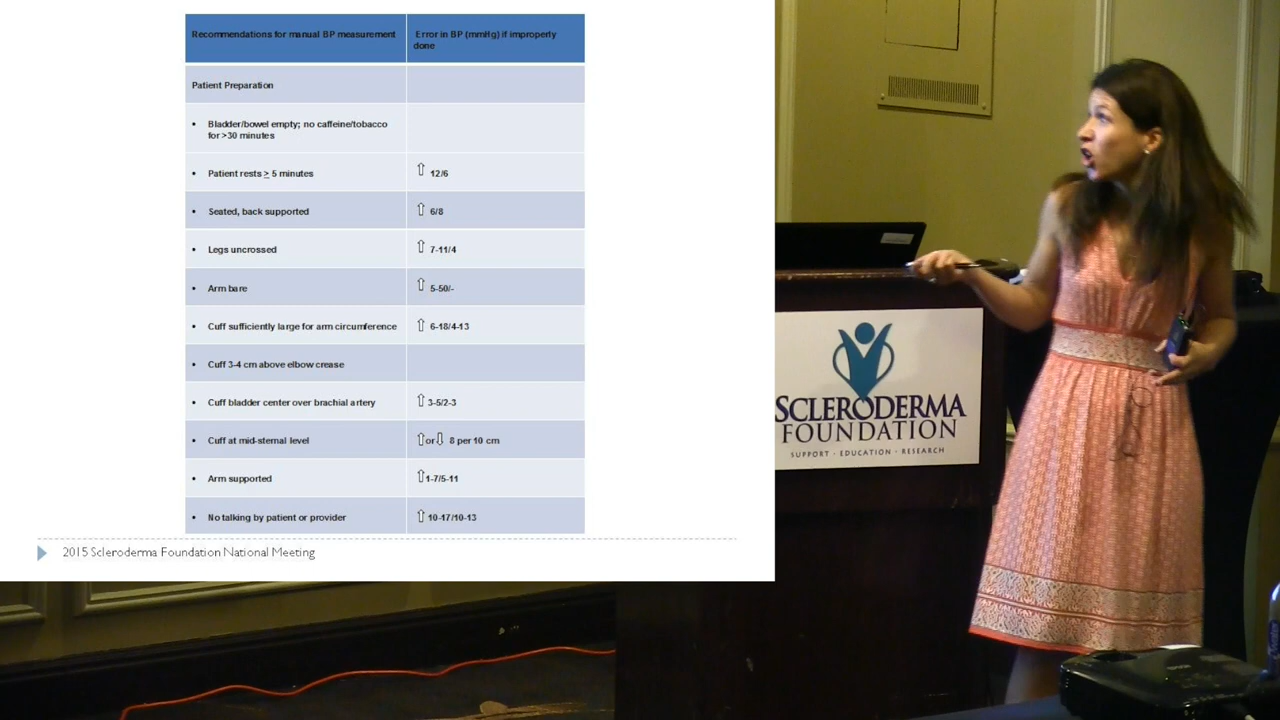 Recommendations for manual BP measurement
Error in BP (mmHg) if improperly
done
Patient Preparation
• Bladder/bowel empty; no caffeine/tobacco
for >30 minutes
• Patient rests ≥ 5 minutes
⇧ 12/6
• Seated, back supported
⇧ 6/8
• Legs uncrossed
⇧ 7-11/4
• Arm bare
⇧ 5-50/-
• Cuff sufficiently large for arm circumference
⇧ 6-18/4-13
• Cuff 3-4 cm above elbow crease
• Cuff bladder center over brachial artery
⇧ 3-5/2-3
• Cuff at mid-sternal level
⇧or⇩ 8 per 10 cm
• Arm supported
⇧1-7/5-11
• No talking by patient or provider
⇧ 10-17/10-13
2015 Scleroderma Foundation National Meeting
SCLERODERMA
FOUNDATION
SUPPORT · EDUCATION · RESEARCH